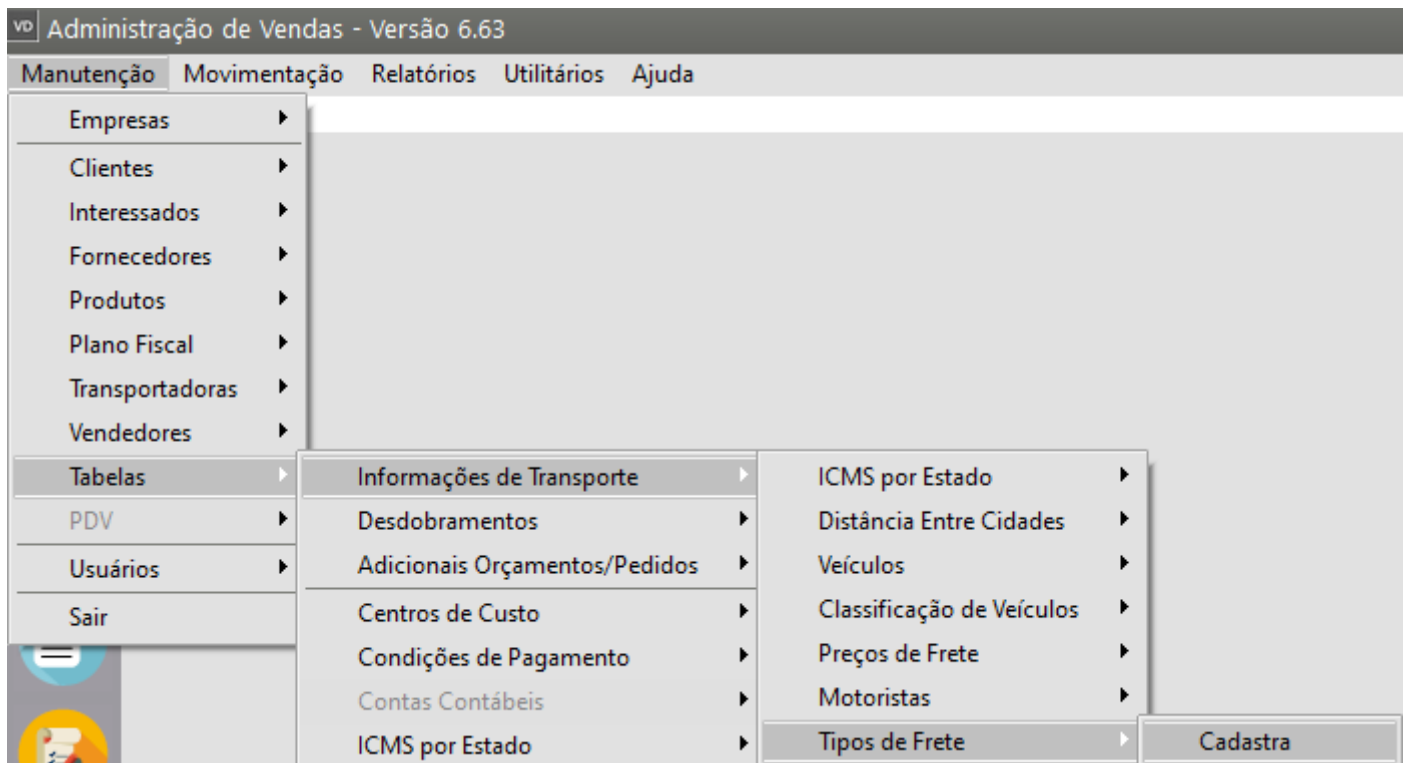 VD Administração de Vendas - Versão 6.63
Manutenção Movimentação Relatórios Utilitários Ajuda
Empresas
Clientes
Interessados
Fornecedores
Produtos
Plano Fiscal
Transportadoras
Vendedores
Tabelas
PDV
Usuários
Sair
Informações de Transporte
Desdobramentos
Adicionais Orçamentos/Pedidos
Centros de Custo
Condições de Pagamento
Contas Contábeis
ICMS por Estado
ICMS por Estado
Distância Entre Cidades
Veículos
Classificação de Veículos
Preços de Frete
Motoristas
Tipos de Frete
Cadastra